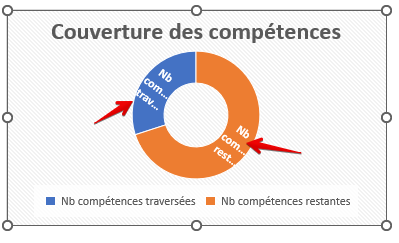 Couverture des compétences
Nb
com...
trav...
Nb
com...
rest...
Nb compétences traversées
Nb compétences restantes